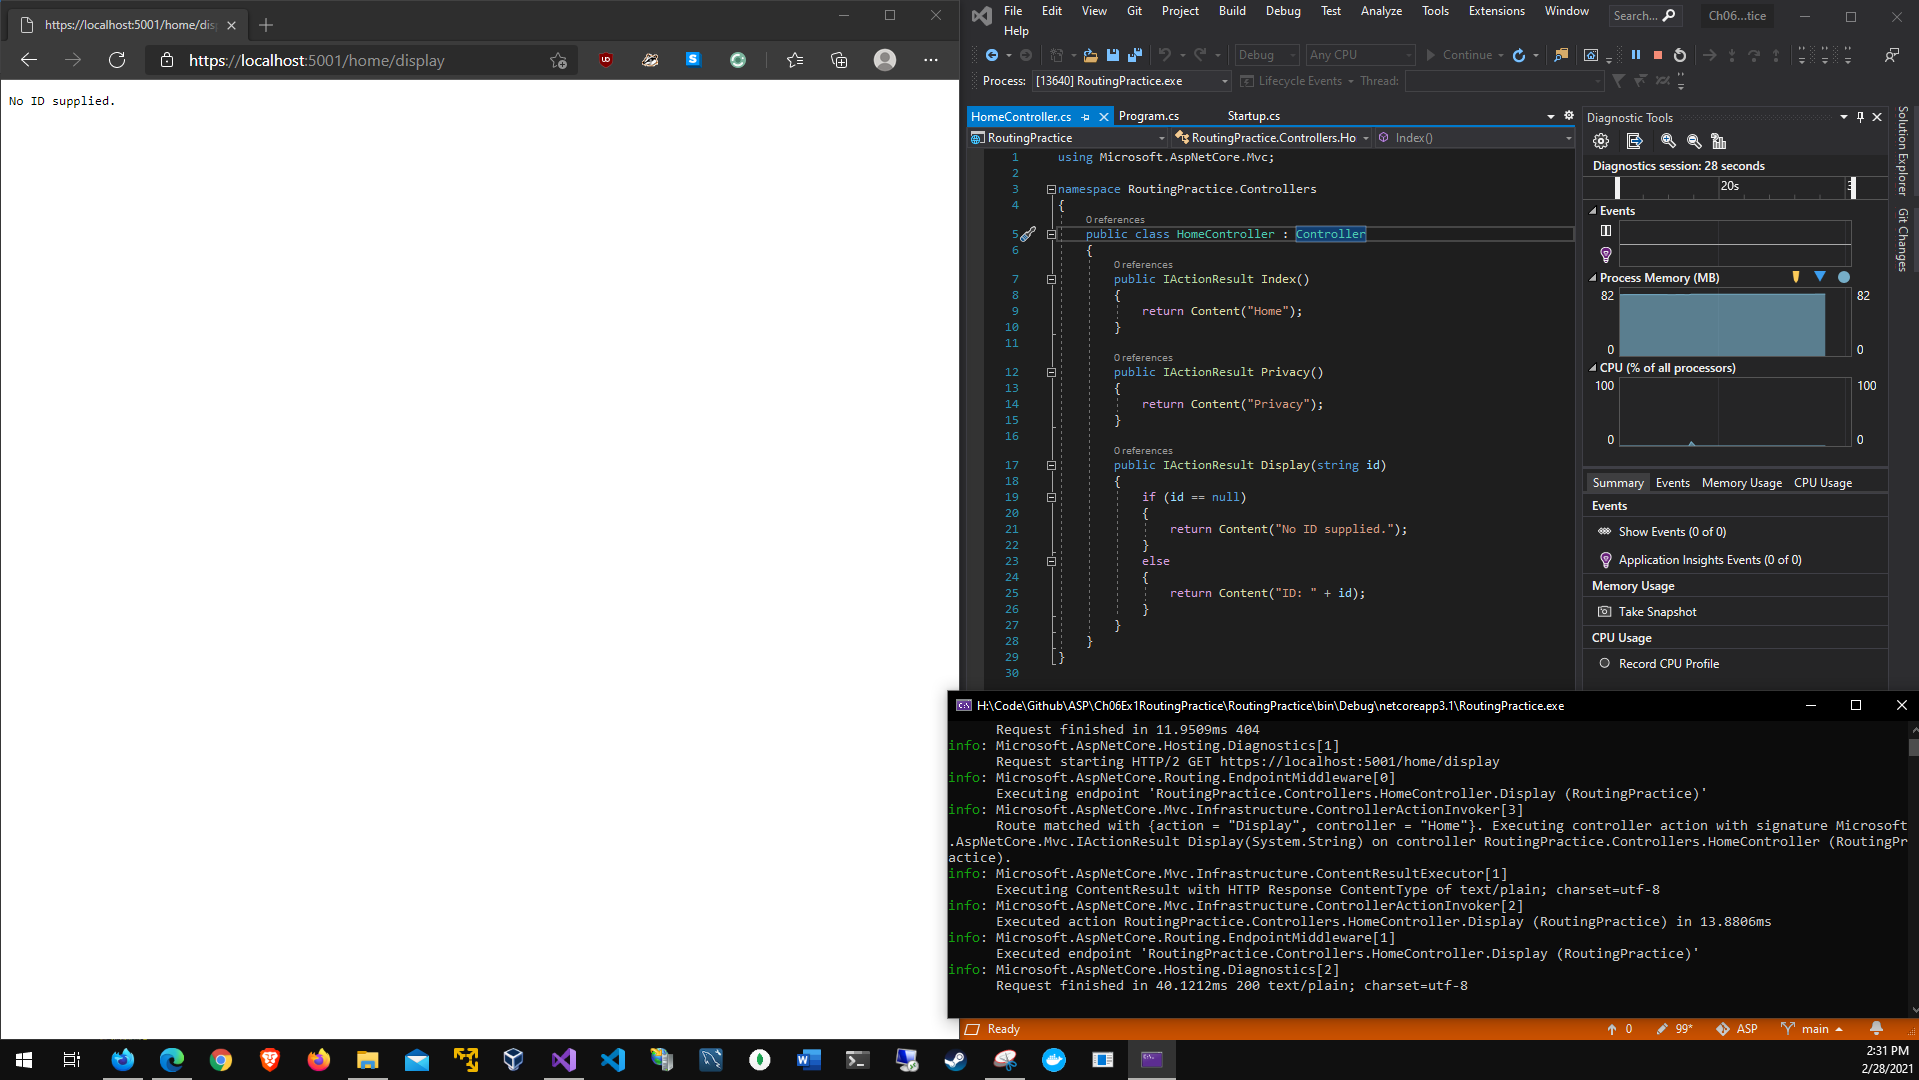 https://localhost:5001/home/dis
https://localhost:5001/home/display
No ID supplied.
File Edit View Git Project Build Debug Test Analyze Tools Extensions Window
Help
Search...
Ch06...tice
Debug Any CPU Continue
Process: [13640] RoutingPractice.exe Lifecycle Events Thread:
HomeController.cs Program.cs Startup.cs
RoutingPractice RoutingPractice.Controllers.Ho Index()
1 using Microsoft.AspNetCore.Mvc;
2
3 namespace RoutingPractice.Controllers
4 {
0 references
5 public class HomeController : Controller
6 {
0 references
7 public IActionResult Index()
8 {
9 return Content("Home");
10 }
11
0 references
12 public IActionResult Privacy()
13 {
14 return Content("Privacy");
15 }
16
0 references
17 public IActionResult Display(string id)
18 {
19 if (id == null)
20 {
21 return Content("No ID supplied.");
22 }
23 else
24 {
25 return Content("ID: " + id);
26 }
27 }
28 }
29 }
30
Diagnostic Tools
Diagnostics session: 28 seconds
20s
Events
Process Memory (MB)
82 82
0 0
CPU (% of all processors)
100 100
0 0
Summary Events Memory Usage CPU Usage
Events
Show Events (0 of 0)
Application Insights Events (0 of 0)
Memory Usage
Take Snapshot
CPU Usage
Record CPU Profile
Solution Explorer
Git Changes
H:\Code\Github\ASP\Ch06Ex1RoutingPractice\RoutingPractice\bin\Debug\netcoreapp3.1\RoutingPractice.exe
Request finished in 11.9509ms 404
info: Microsoft.AspNetCore.Hosting.Diagnostics[1]
Request starting HTTP/2 GET https://localhost:5001/home/display
info: Microsoft.AspNetCore.Routing.EndpointMiddleware[0]
Executing endpoint 'RoutingPractice.Controllers.HomeController.Display (RoutingPractice)'
info: Microsoft.AspNetCore.Mvc.Infrastructure.ControllerActionInvoker[3]
Route matched with {action = "Display", controller = "Home"}. Executing controller action with signature Microsoft
.AspNetCore.Mvc.IActionResult Display(System.String) on controller RoutingPractice.Controllers.HomeController (RoutingPr
actice).
info: Microsoft.AspNetCore.Mvc.Infrastructure.ContentResultExecutor[1]
Executing ContentResult with HTTP Response ContentType of text/plain; charset=utf-8
info: Microsoft.AspNetCore.Mvc.Infrastructure.ControllerActionInvoker[2]
Executed action RoutingPractice.Controllers.HomeController.Display (RoutingPractice) in 13.8806ms
info: Microsoft.AspNetCore.Routing.EndpointMiddleware[1]
Executed endpoint 'RoutingPractice.Controllers.HomeController.Display (RoutingPractice)'
info: Microsoft.AspNetCore.Hosting.Diagnostics[2]
Request finished in 40.1212ms 200 text/plain; charset=utf-8
Ready 0 99* ASP main
2:31 PM
2/28/2021